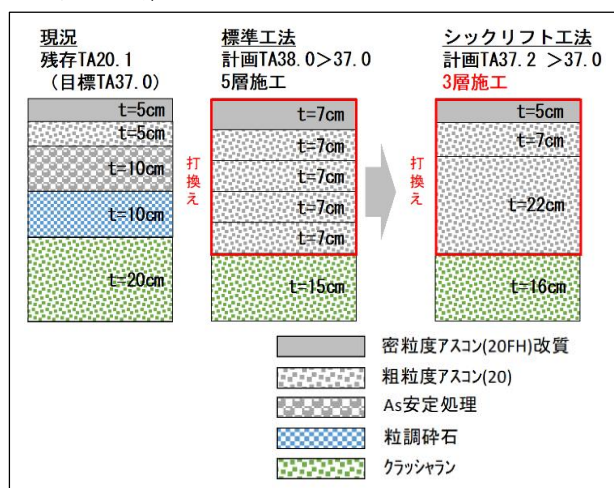 現況
残存TA20.1
（目標TA37.0）
t=5cm
t=5cm
t=10cm
t=10cm
t=20cm
打換え
標準工法
計画TA38.0>37.0
5層施工
t=7cm
t=7cm
t=7cm
t=7cm
t=7cm
t=15cm
打換え
シックリフト工法
計画TA37.2 >37.0
3層施工
t=5cm
t=7cm
t=22cm
t=16cm
密粒度アスコン(20FH)改質
粗粒度アスコン(20)
As安定処理
粒調砕石
クラッシャラン